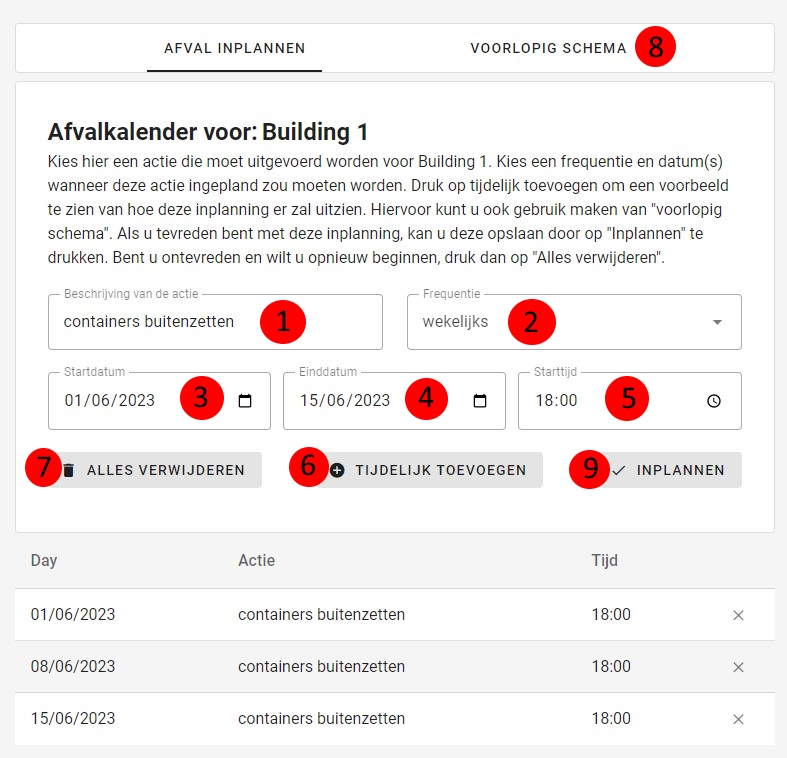 AFVAL INPLANNEN VOORLOPIG SCHEMA 8
Afvalkalender voor: Building 1
Kies hier een actie die moet uitgevoerd worden voor Building 1. Kies een frequentie en datum(s)
wanneer deze actie ingepland zou moeten worden. Druk op tijdelijk toevoegen om een voorbeeld
te zien van hoe deze inplanning er zal uitzien. Hiervoor kunt u ook gebruik maken van "voorlopig
schema". Als u tevreden bent met deze inplanning, kan u deze opslaan door op "Inplannen" te
drukken. Bent u ontevreden en wilt u opnieuw beginnen, druk dan op "Alles verwijderen".
Beschrijving van de actie Frequentie
containers buitenzetten 1 wekelijks 2
Startdatum Einddatum Starttijd
01/06/2023 3 15/06/2023 4 18:00 5
7 ALLES VERWIJDEREN 6 TIJDELIJK TOEVOEGEN 9 INPLANNEN
Day Actie Tijd
01/06/2023 containers buitenzetten 18:00
08/06/2023 containers buitenzetten 18:00
15/06/2023 containers buitenzetten 18:00